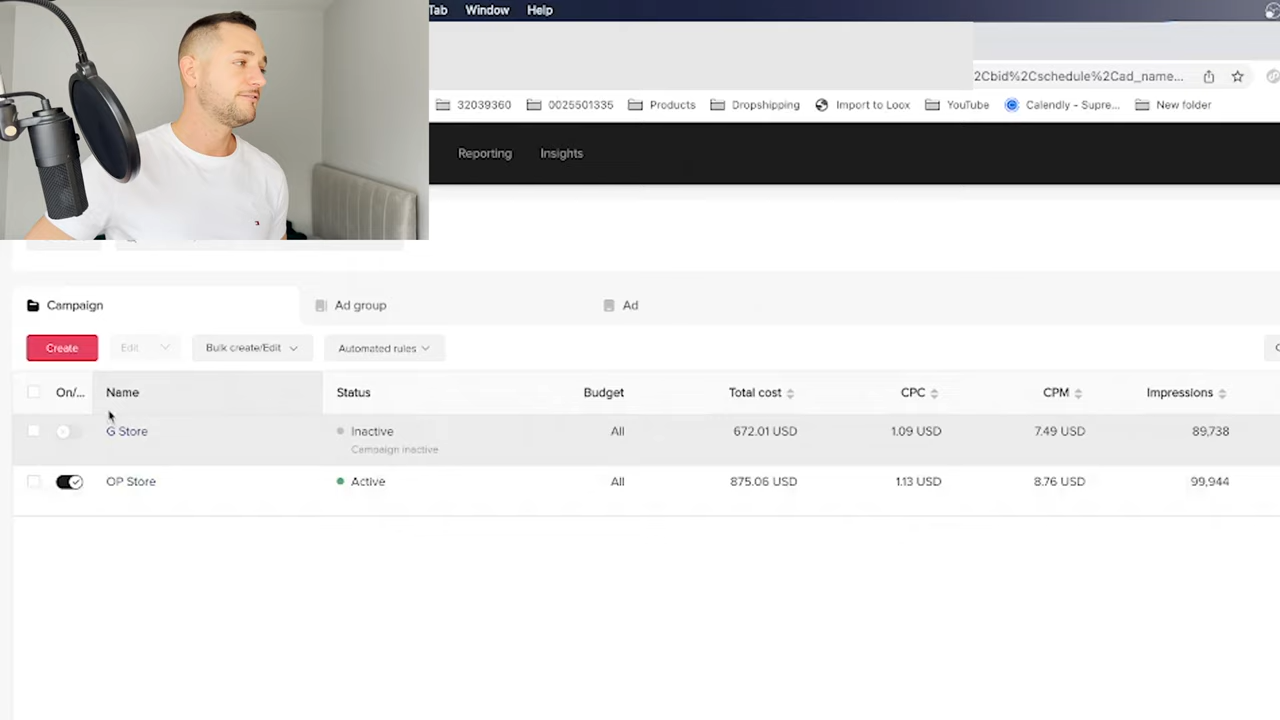 Tab Window Help
2Cbid%2Cschedule%2Cad_name...
32039360 0025501335 Products Dropshipping Import to Loox YouTube Calendly - Supre... New folder
Reporting Insights
Campaign Ad group Ad
Create Edit Bulk create/Edit Automated rules
On/... Name Status Budget Total cost CPC CPM Impressions
G Store Inactive All 672.01 USD 1.09 USD 7.49 USD 89,738
Campaign inactive
OP Store Active All 875.06 USD 1.13 USD 8.76 USD 99,944